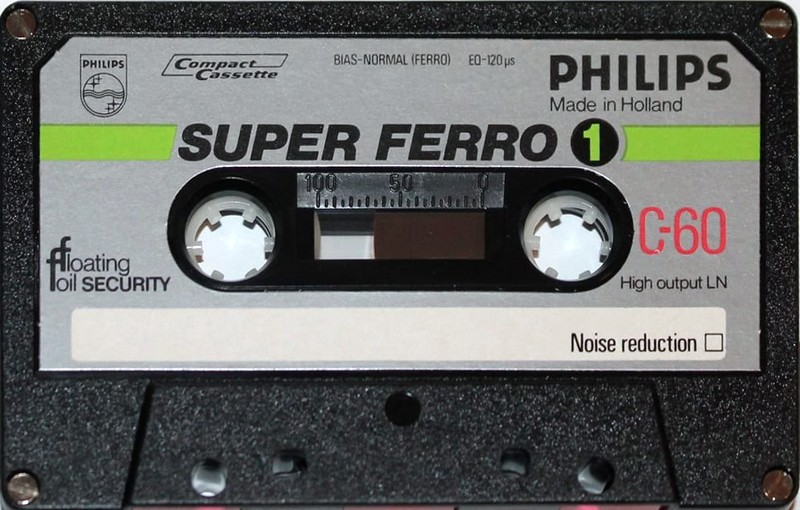 PHILIPS
Compact
Cassette
BIAS-NORMAL (FERRO) EQ-120 µs
PHILIPS
Made in Holland
SUPER FERRO 1
100 50 0
C-60
floating
foil SECURITY
High output LN
Noise reduction